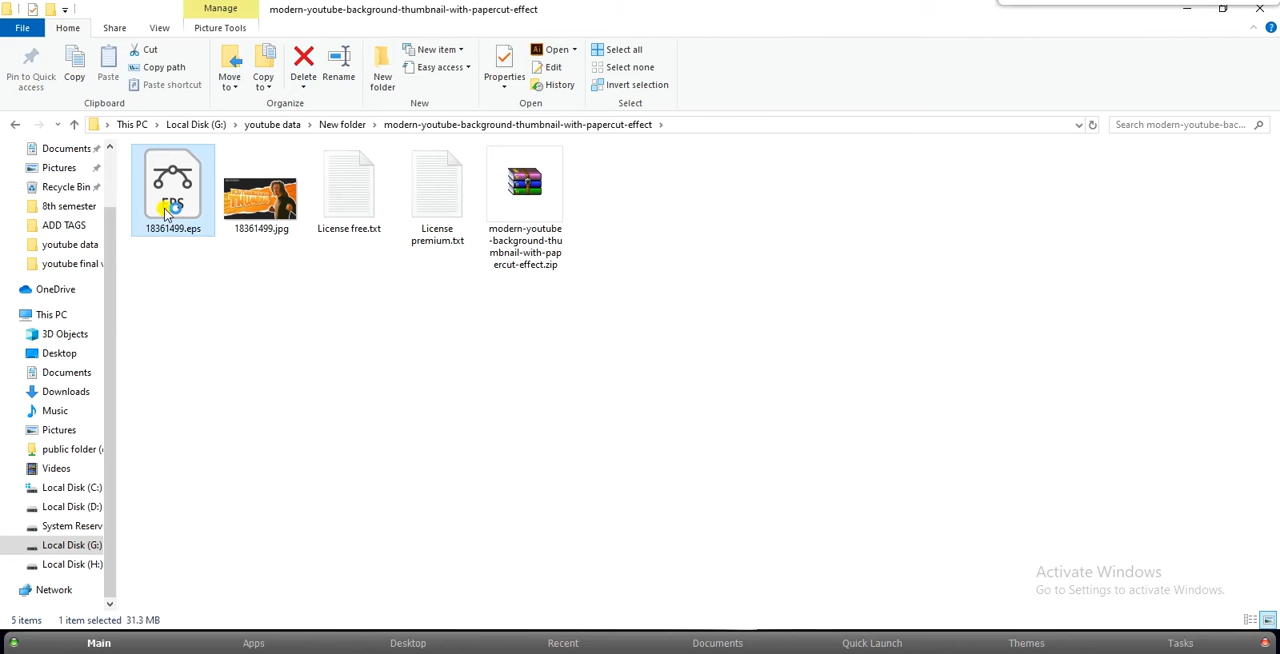 Manage
modern-youtube-background-thumbnail-with-papercut-effect
File
Home
Share
View
Picture Tools
Pin to Quick access
Copy
Paste
Cut
Copy path
Paste shortcut
Clipboard
Move to
Copy to
Delete
Rename
Organize
New folder
New item
Easy access
New
Properties
Ai Open
Edit
History
Open
Select all
Select none
Invert selection
Select
This PC > Local Disk (G:) > youtube data > New folder > modern-youtube-background-thumbnail-with-papercut-effect >
Search modern-youtube-bac...
Documents
Pictures
Recycle Bin
8th semester
ADD TAGS
youtube data
youtube final v
OneDrive
This PC
3D Objects
Desktop
Documents
Downloads
Music
Pictures
public folder (
Videos
Local Disk (C:)
Local Disk (D:)
System Reserv
Local Disk (G:)
Local Disk (H:)
Network
EPS
18361499.eps
18361499.jpg
License free.txt
License
premium.txt
modern-youtube
-background-thu
mbnail-with-pap
ercut-effect.zip
Activate Windows
Go to Settings to activate Windows.
5 items 1 item selected 31.3 MB
Main
Apps
Desktop
Recent
Documents
Quick Launch
Themes
Tasks